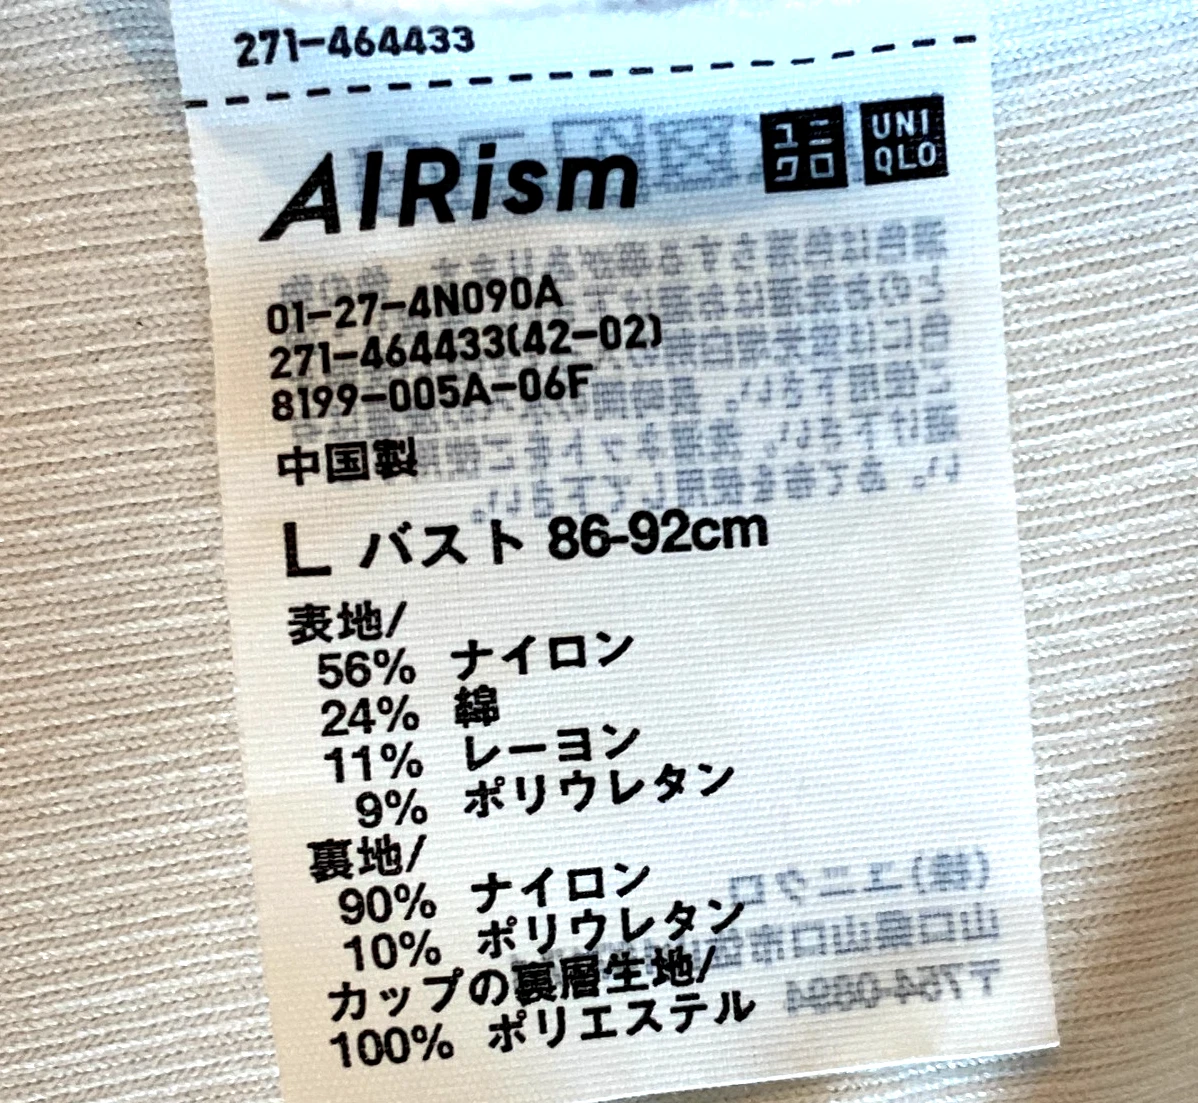 271-464433
AIRism
ユニクロ UNIQLO
01-27-4N090A
271-464433(42-02)
8199-005A-06F
中国製
L バスト 86-92cm
表地/
56% ナイロン
24% 綿
11% レーヨン
9% ポリウレタン
裏地/
90% ナイロン
10% ポリウレタン
カップの裏層生地/
100% ポリエステル